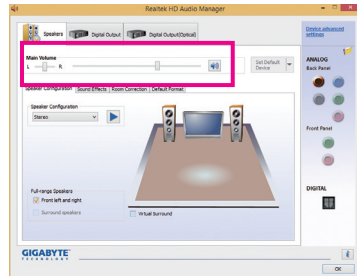 Realtek HD Audio Manager
Speakers
Digital Output
Digital Output(Optical)
Device advanced settings
Main Volume
L
R
Set Default Device
ANALOG
Back Panel
Speaker Configuration
Sound Effects
Room Correction
Default Format
Speaker Configuration
Stereo
Front Panel
Full-range Speakers
Front left and right
Surround speakers
Virtual Surround
DIGITAL
GIGABYTE
TECHNOLOGY
OK